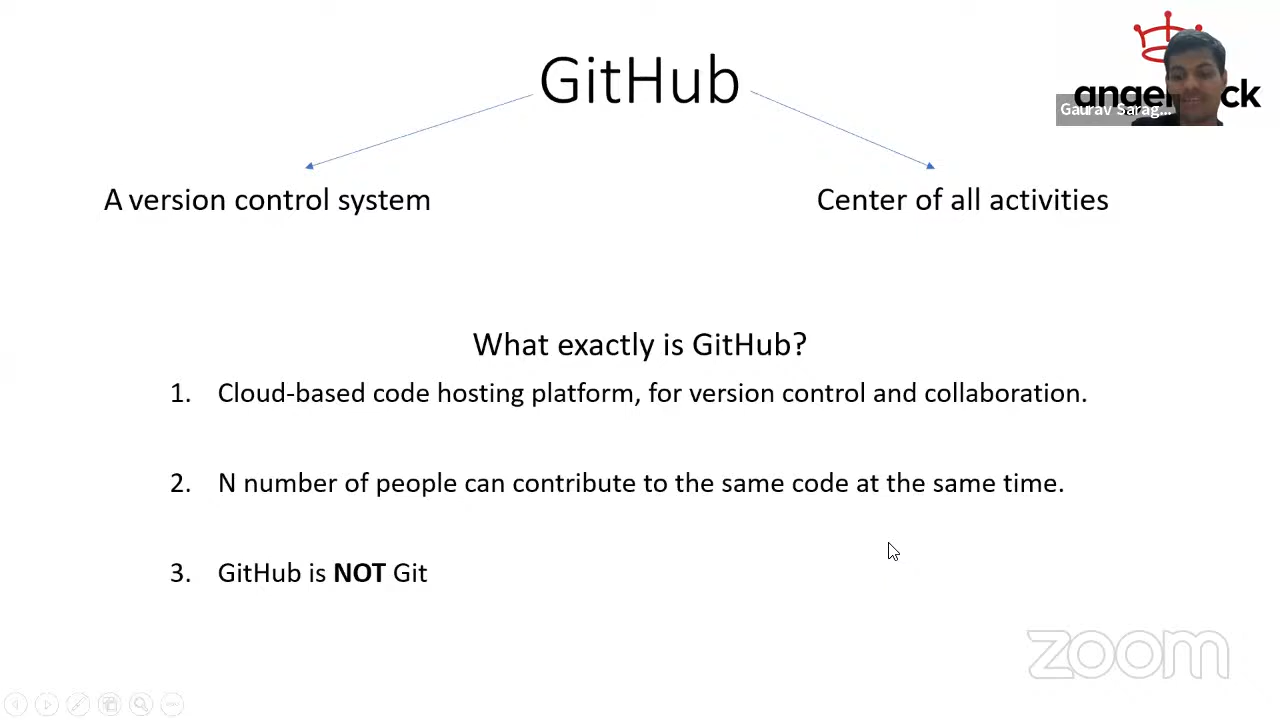 GitHub
A version control system
Center of all activities
What exactly is GitHub?
1. Cloud-based code hosting platform, for version control and collaboration.
2. N number of people can contribute to the same code at the same time.
3. GitHub is NOT Git
Gaurav Sarag...
zoom